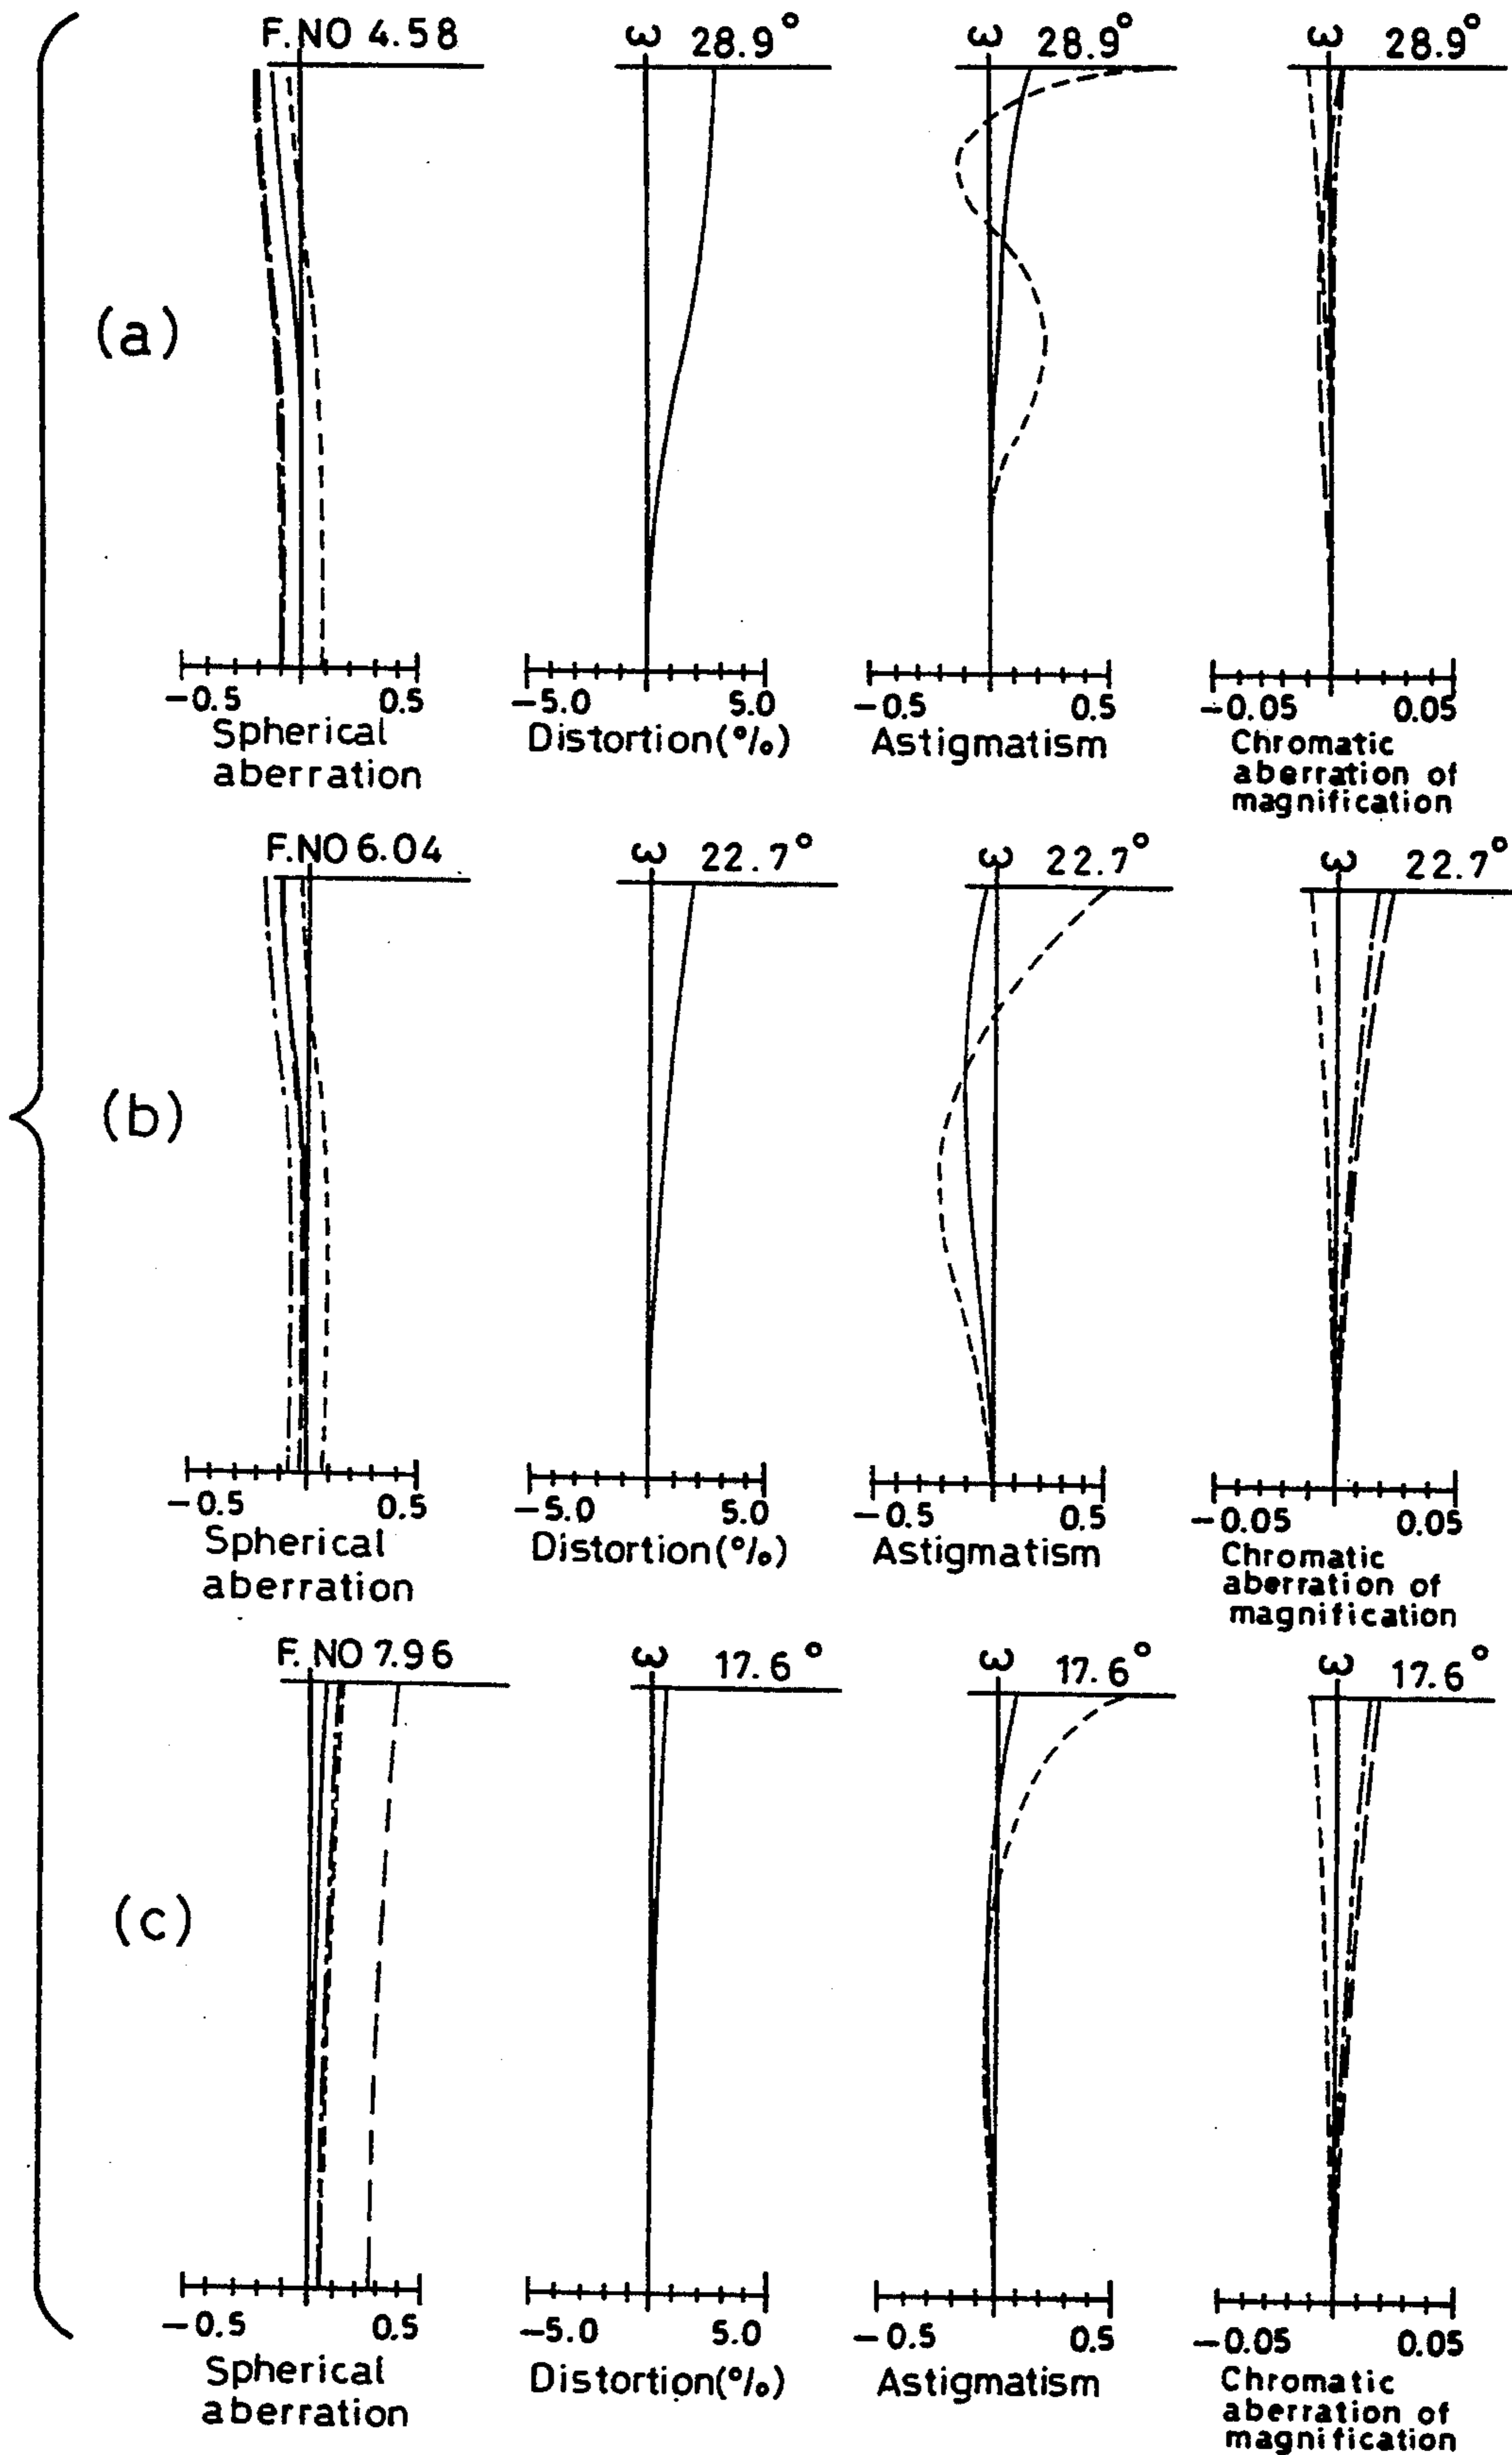 F.NO 4.58
ω 28.9°
ω 28.9°
ω 28.9°
(a)
−0.5 0.5
Spherical
aberration
−5.0 5.0
Distortion(%)
−0.5 0.5
Astigmatism
−0.05 0.05
Chromatic
aberration of
magnification
F.NO 6.04
ω 22.7°
ω 22.7°
ω 22.7°
(b)
−0.5 0.5
Spherical
aberration
−5.0 5.0
Distortion(%)
−0.5 0.5
Astigmatism
−0.05 0.05
Chromatic
aberration of
magnification
F. NO 7.96
ω 17.6°
ω 17.6°
ω 17.6°
(c)
−0.5 0.5
Spherical
aberration
−5.0 5.0
Distortion(%)
−0.5 0.5
Astigmatism
−0.05 0.05
Chromatic
aberration of
magnification